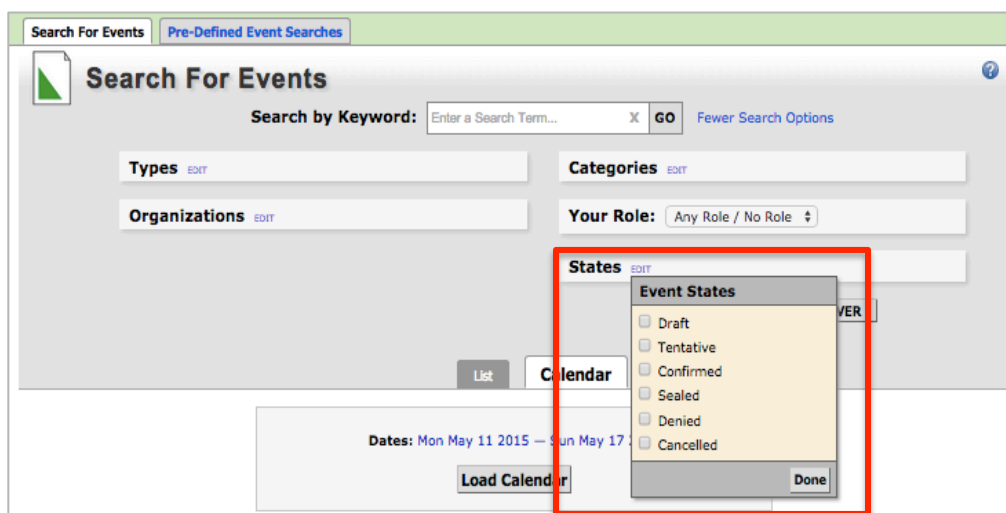 Search For Events
Pre-Defined Event Searches
Search For Events
?
Search by Keyword: Enter a Search Term... X GO Fewer Search Options
Types EDIT
Categories EDIT
Organizations EDIT
Your Role: Any Role / No Role
States EDIT
Event States
Draft
Tentative
Confirmed
Sealed
Denied
Cancelled
Done
List
Calendar
Dates: Mon May 11 2015 — Sun May 17
Load Calendar